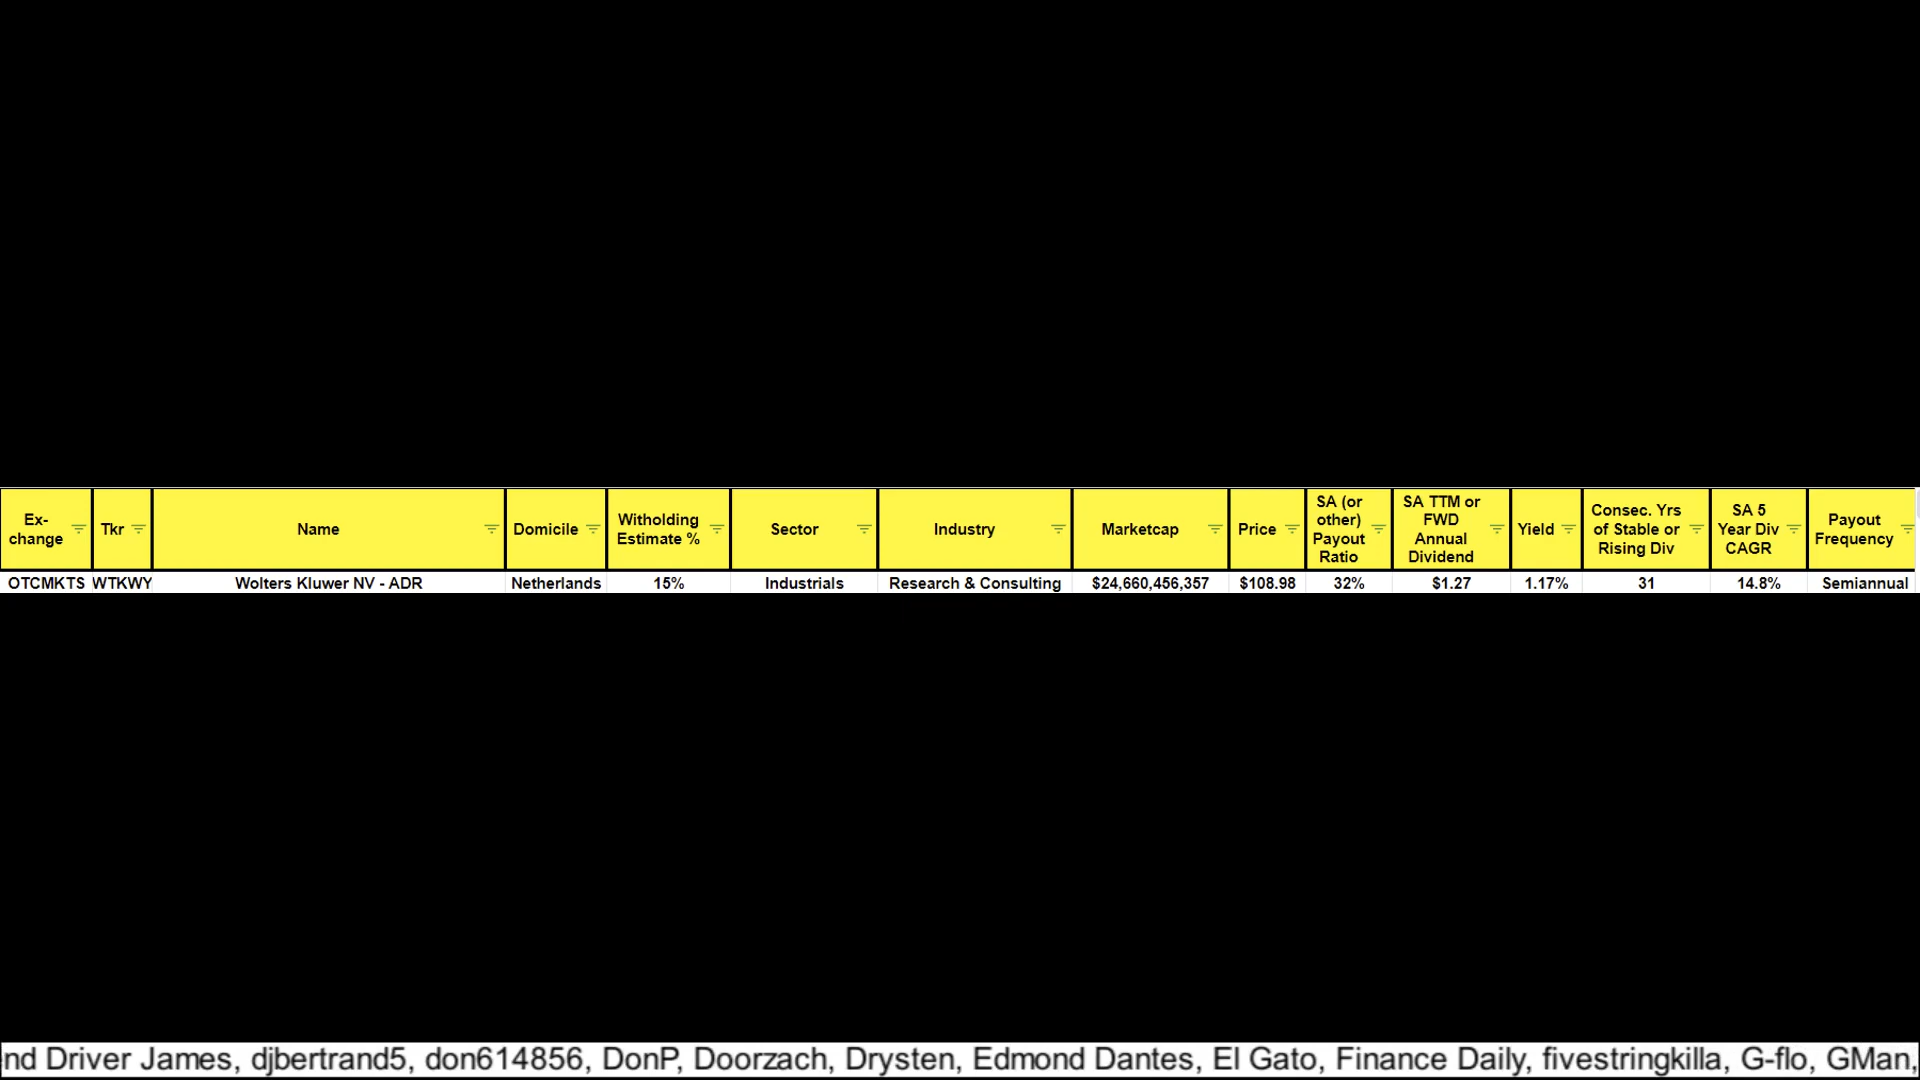 Ex-
change
Tkr
Name
Domicile
Witholding
Estimate %
Sector
Industry
Marketcap
Price
SA (or
other)
Payout
Ratio
SA TTM or
FWD
Annual
Dividend
Yield
Consec. Yrs
of Stable or
Rising Div
SA 5
Year Div
CAGR
Payout
Frequency
OTCMKTS WTKWY Wolters Kluwer NV - ADR Netherlands 15% Industrials Research & Consulting $24,660,456,357 $108.98 32% $1.27 1.17% 31 14.8% Semiannual
nd Driver James, djbertrand5, don614856, DonP, Doorzach, Drysten, Edmond Dantes, El Gato, Finance Daily, fivestringkilla, G-flo, GMan,